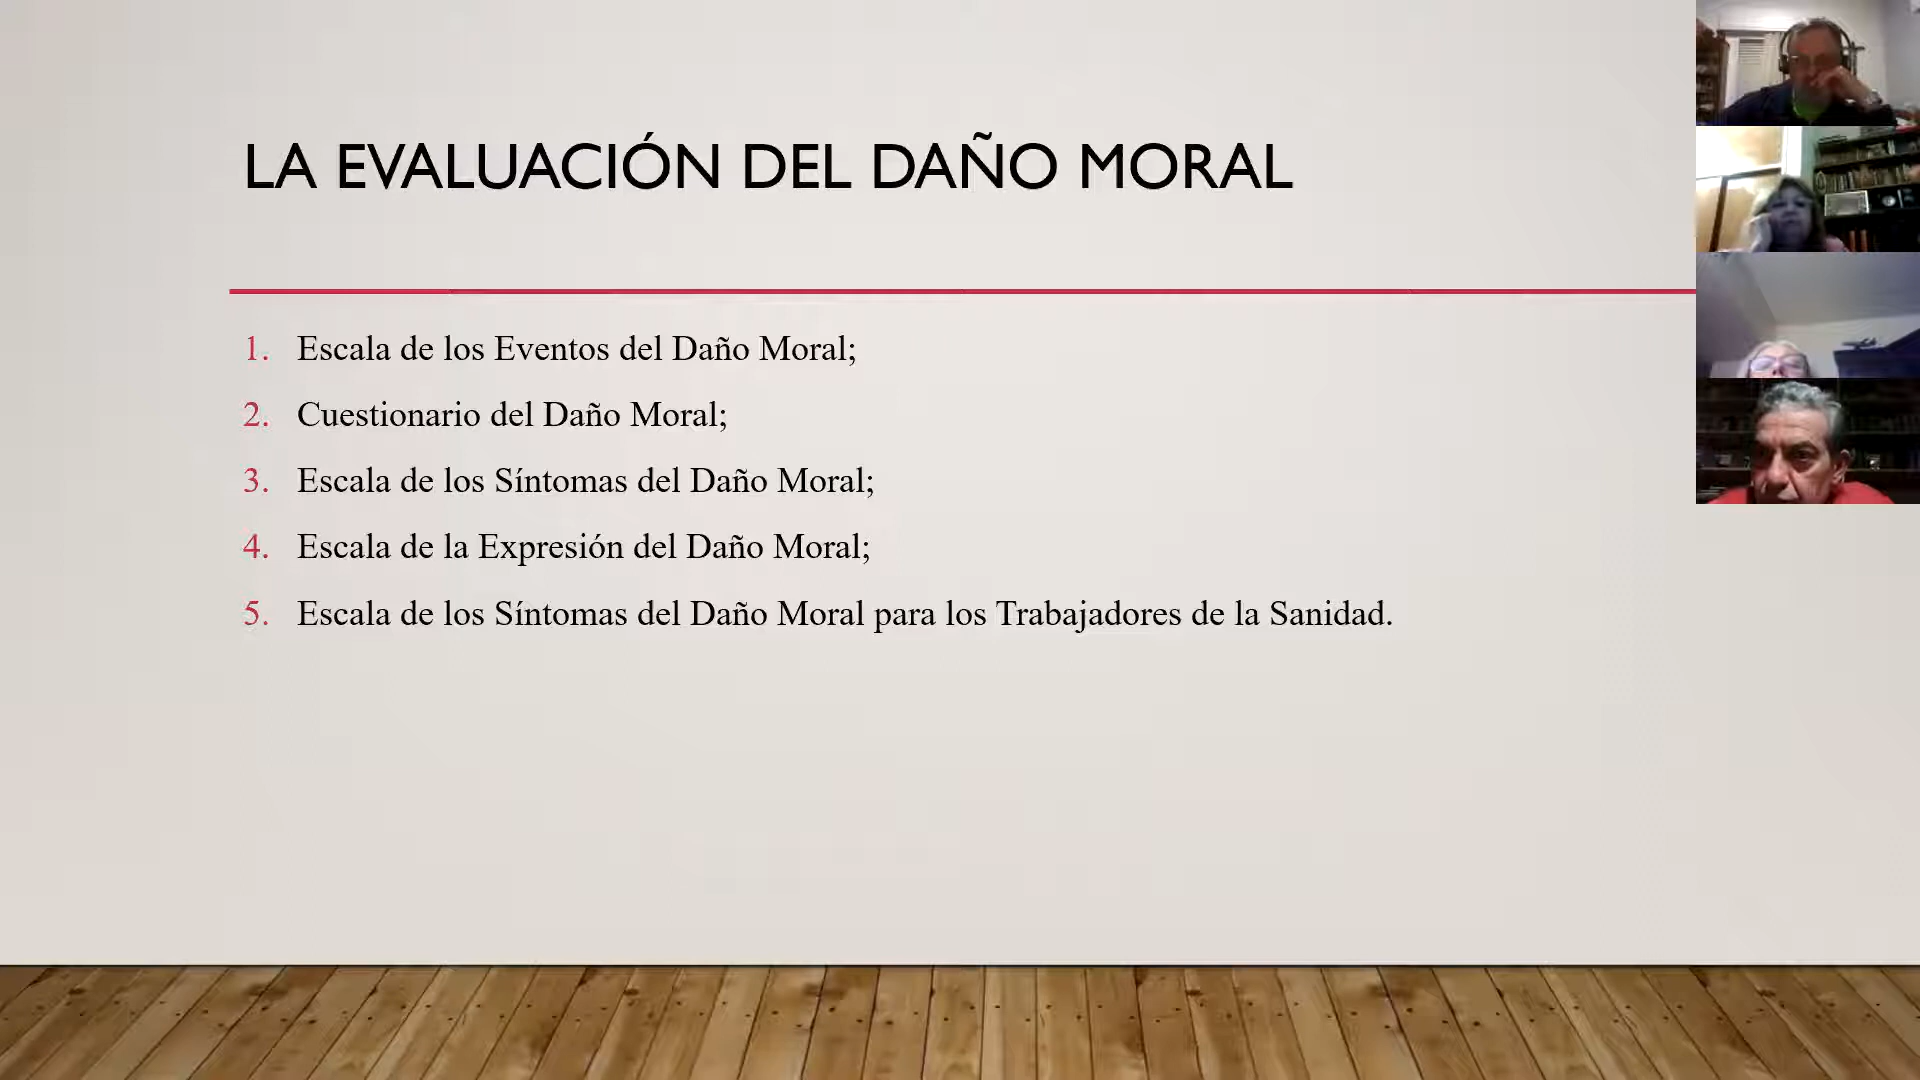 LA EVALUACIÓN DEL DAÑO MORAL
1. Escala de los Eventos del Daño Moral;
2. Cuestionario del Daño Moral;
3. Escala de los Síntomas del Daño Moral;
4. Escala de la Expresión del Daño Moral;
5. Escala de los Síntomas del Daño Moral para los Trabajadores de la Sanidad.